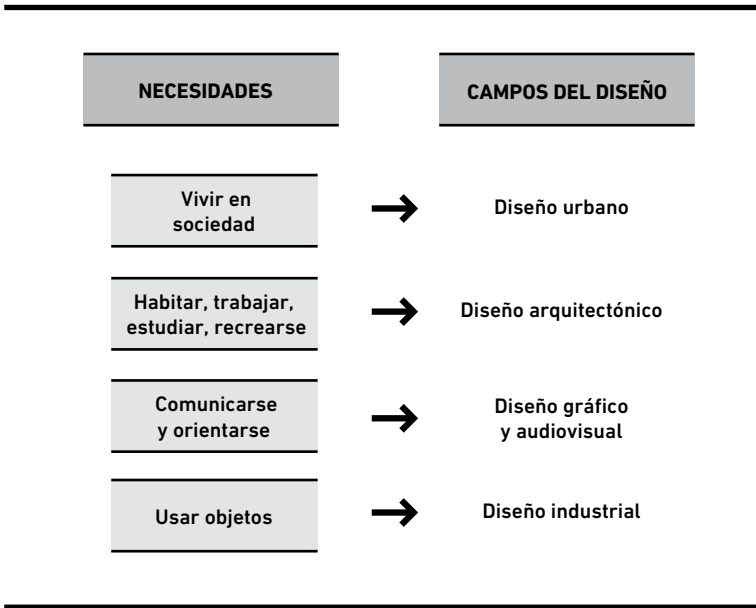 NECESIDADES
CAMPOS DEL DISEÑO
Vivir en
sociedad
Diseño urbano
Habitar, trabajar,
estudiar, recrearse
Diseño arquitectónico
Comunicarse
y orientarse
Diseño gráfico
y audiovisual
Usar objetos
Diseño industrial